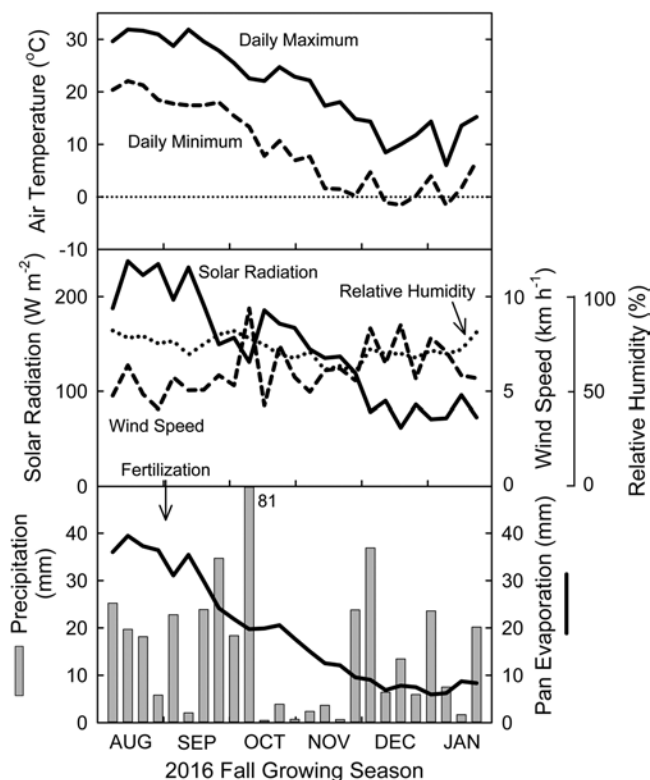 30
20
10
0
-10
Air Temperature (°C)
Daily Maximum
Daily Minimum
200
100
0
Solar Radiation (W m-2)
Solar Radiation
Relative Humidity
Wind Speed
10
5
0
Wind Speed (km h-1)
100
50
0
Relative Humidity (%)
Fertilization
81
40
30
20
10
0
Precipitation
(mm)
40
30
20
10
0
Pan Evaporation (mm)
AUG SEP OCT NOV DEC JAN
2016 Fall Growing Season